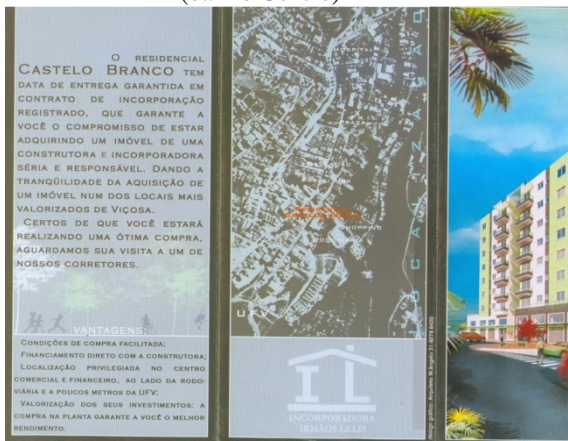 (Bairro Centro)
O RESIDENCIAL
CASTELO BRANCO TEM
DATA DE ENTREGA GARANTIDA EM
CONTRATO DE INCORPORAÇÃO
REGISTRADO, QUE GARANTE A
VOCÊ O COMPROMISSO DE ESTAR
ADQUIRINDO UM IMÓVEL DE UMA
CONSTRUTORA E INCORPORADORA
SÉRIA E RESPONSÁVEL. DANDO A
TRANQÜILIDADE DA AQUISIÇÃO DE
UM IMÓVEL NUM DOS LOCAIS MAIS
VALORIZADOS DE VIÇOSA.
CERTOS DE QUE VOCÊ ESTARÁ
REALIZANDO UMA ÓTIMA COMPRA,
AGUARDAMOS SUA VISITA A UM DE
NOSSOS CORRETORES.
VANTAGENS:
CONDIÇÕES DE COMPRA FACILITADA;
FINANCIAMENTO DIRETO COM A CONSTRUTORA;
LOCALIZAÇÃO PRIVILEGIADA NO CENTRO
COMERCIAL E FINANCEIRO, AO LADO DA RODO-
VIÁRIA E A POUCOS METROS DA UFV;
VALORIZAÇÃO DOS SEUS INVESTIMENTOS: A
COMPRA NA PLANTA GARANTE A VOCÊ O MELHOR
RENDIMENTO.
HOSPITAL
SHOPPING
UFV
LOCALIZAÇÃO
INCORPORADORA
IRMÃOS LELIS